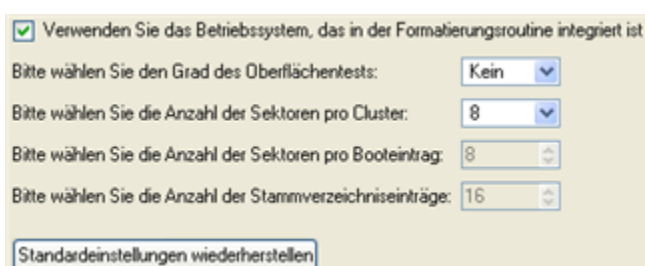 Verwenden Sie das Betriebssystem, das in der Formatierungsroutine integriert ist
Bitte wählen Sie den Grad des Oberflächentests: Kein
Bitte wählen Sie die Anzahl der Sektoren pro Cluster: 8
Bitte wählen Sie die Anzahl der Sektoren pro Booteintrag: 8
Bitte wählen Sie die Anzahl der Stammverzeichniseinträge: 16
Standardeinstellungen wiederherstellen